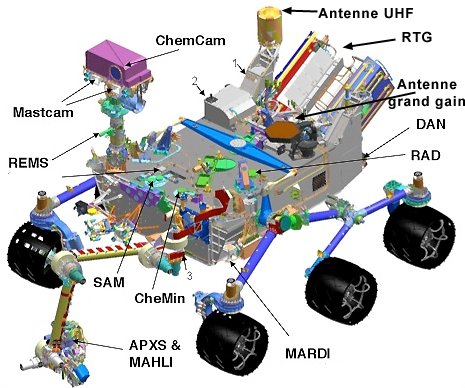 Antenne UHF
RTG
ChemCam
1
2
Mastcam
Antenne
grand gain
DAN
REMS
RAD
SAM
CheMin
3
MARDI
APXS &
MAHLI